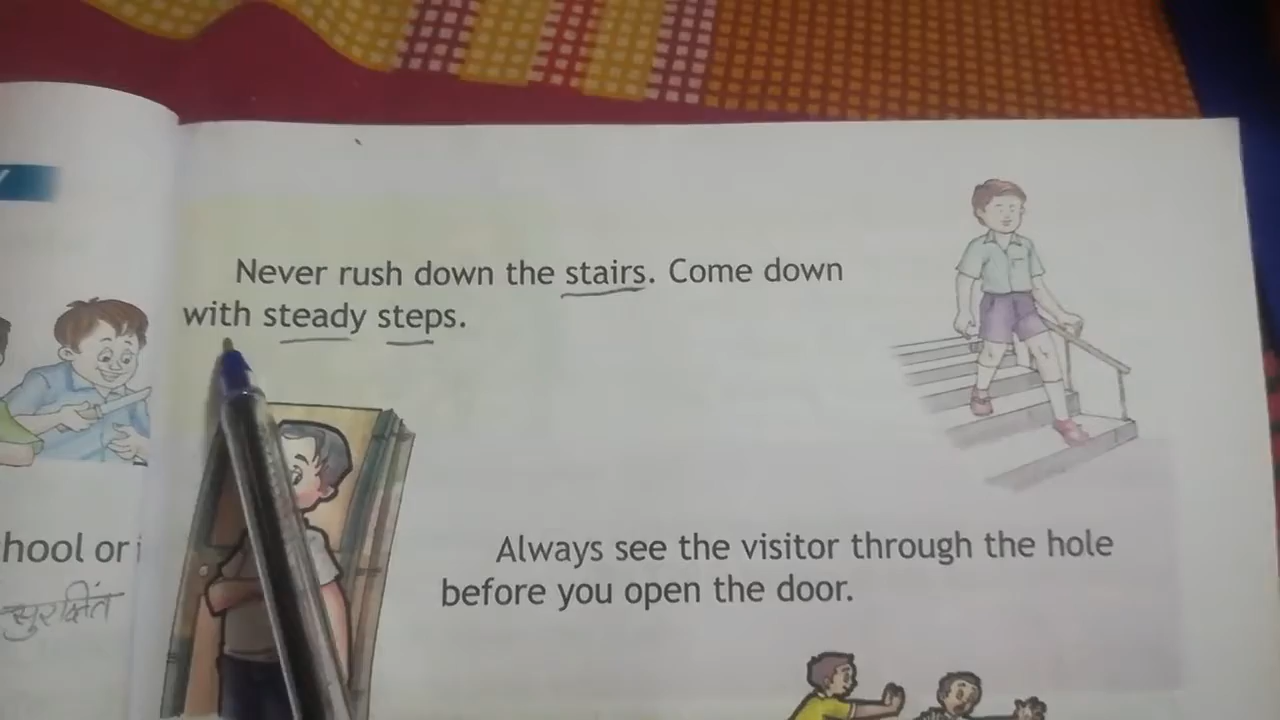 Never rush down the stairs. Come down
with steady steps.
hool or i
सुरक्षित
Always see the visitor through the hole
before you open the door.